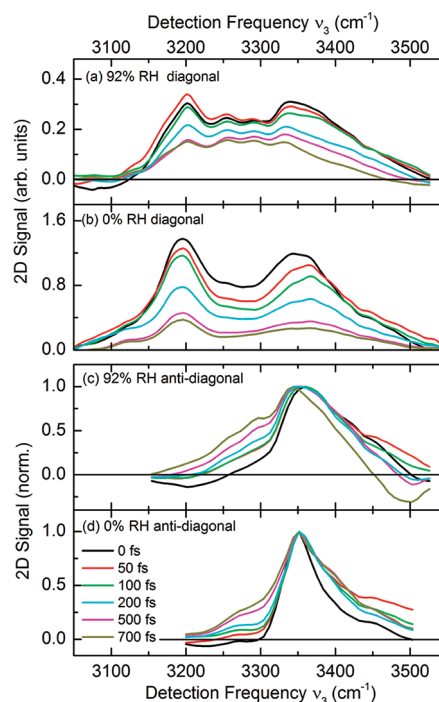 Detection Frequency ν₃ (cm⁻¹)
3100 3200 3300 3400 3500
(a) 92% RH diagonal
0.4
0.2
0.0
2D Signal (arb. units)
(b) 0% RH diagonal
1.6
1.2
0.8
0.4
0.0
(c) 92% RH anti-diagonal
1.0
0.5
0.0
2D Signal (norm.)
(d) 0% RH anti-diagonal
1.0
0.5
0.0
0 fs
50 fs
100 fs
200 fs
500 fs
700 fs
3100 3200 3300 3400 3500
Detection Frequency ν₃ (cm⁻¹)